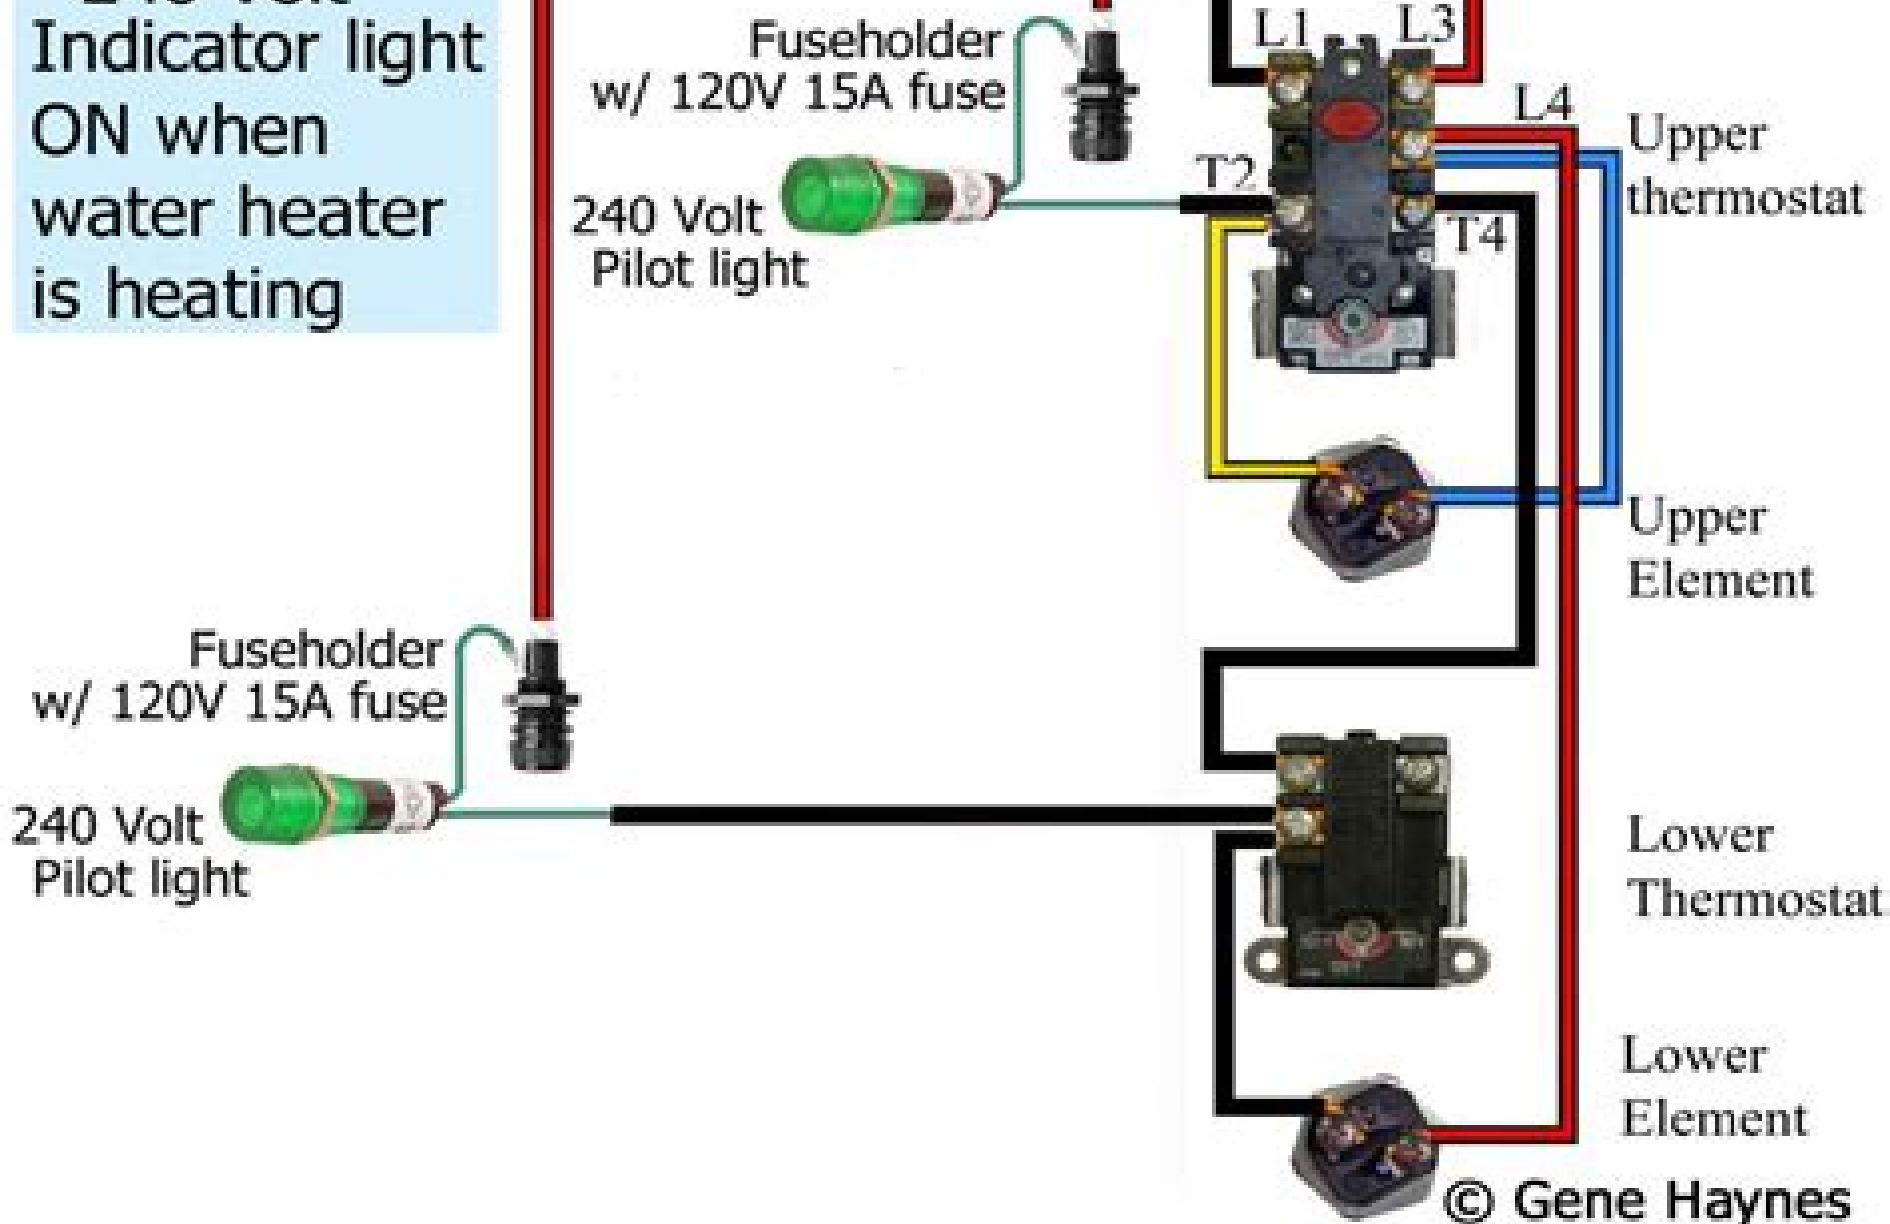 240 Volt
Indicator light
ON when
water heater
is heating
Fuseholder
w/ 120V 15A fuse
240 Volt
Pilot light
L1
L3
L4
T2
T4
Upper
thermostat
Upper
Element
Fuseholder
w/ 120V 15A fuse
240 Volt
Pilot light
Lower
Thermostat
Lower
Element
© Gene Haynes